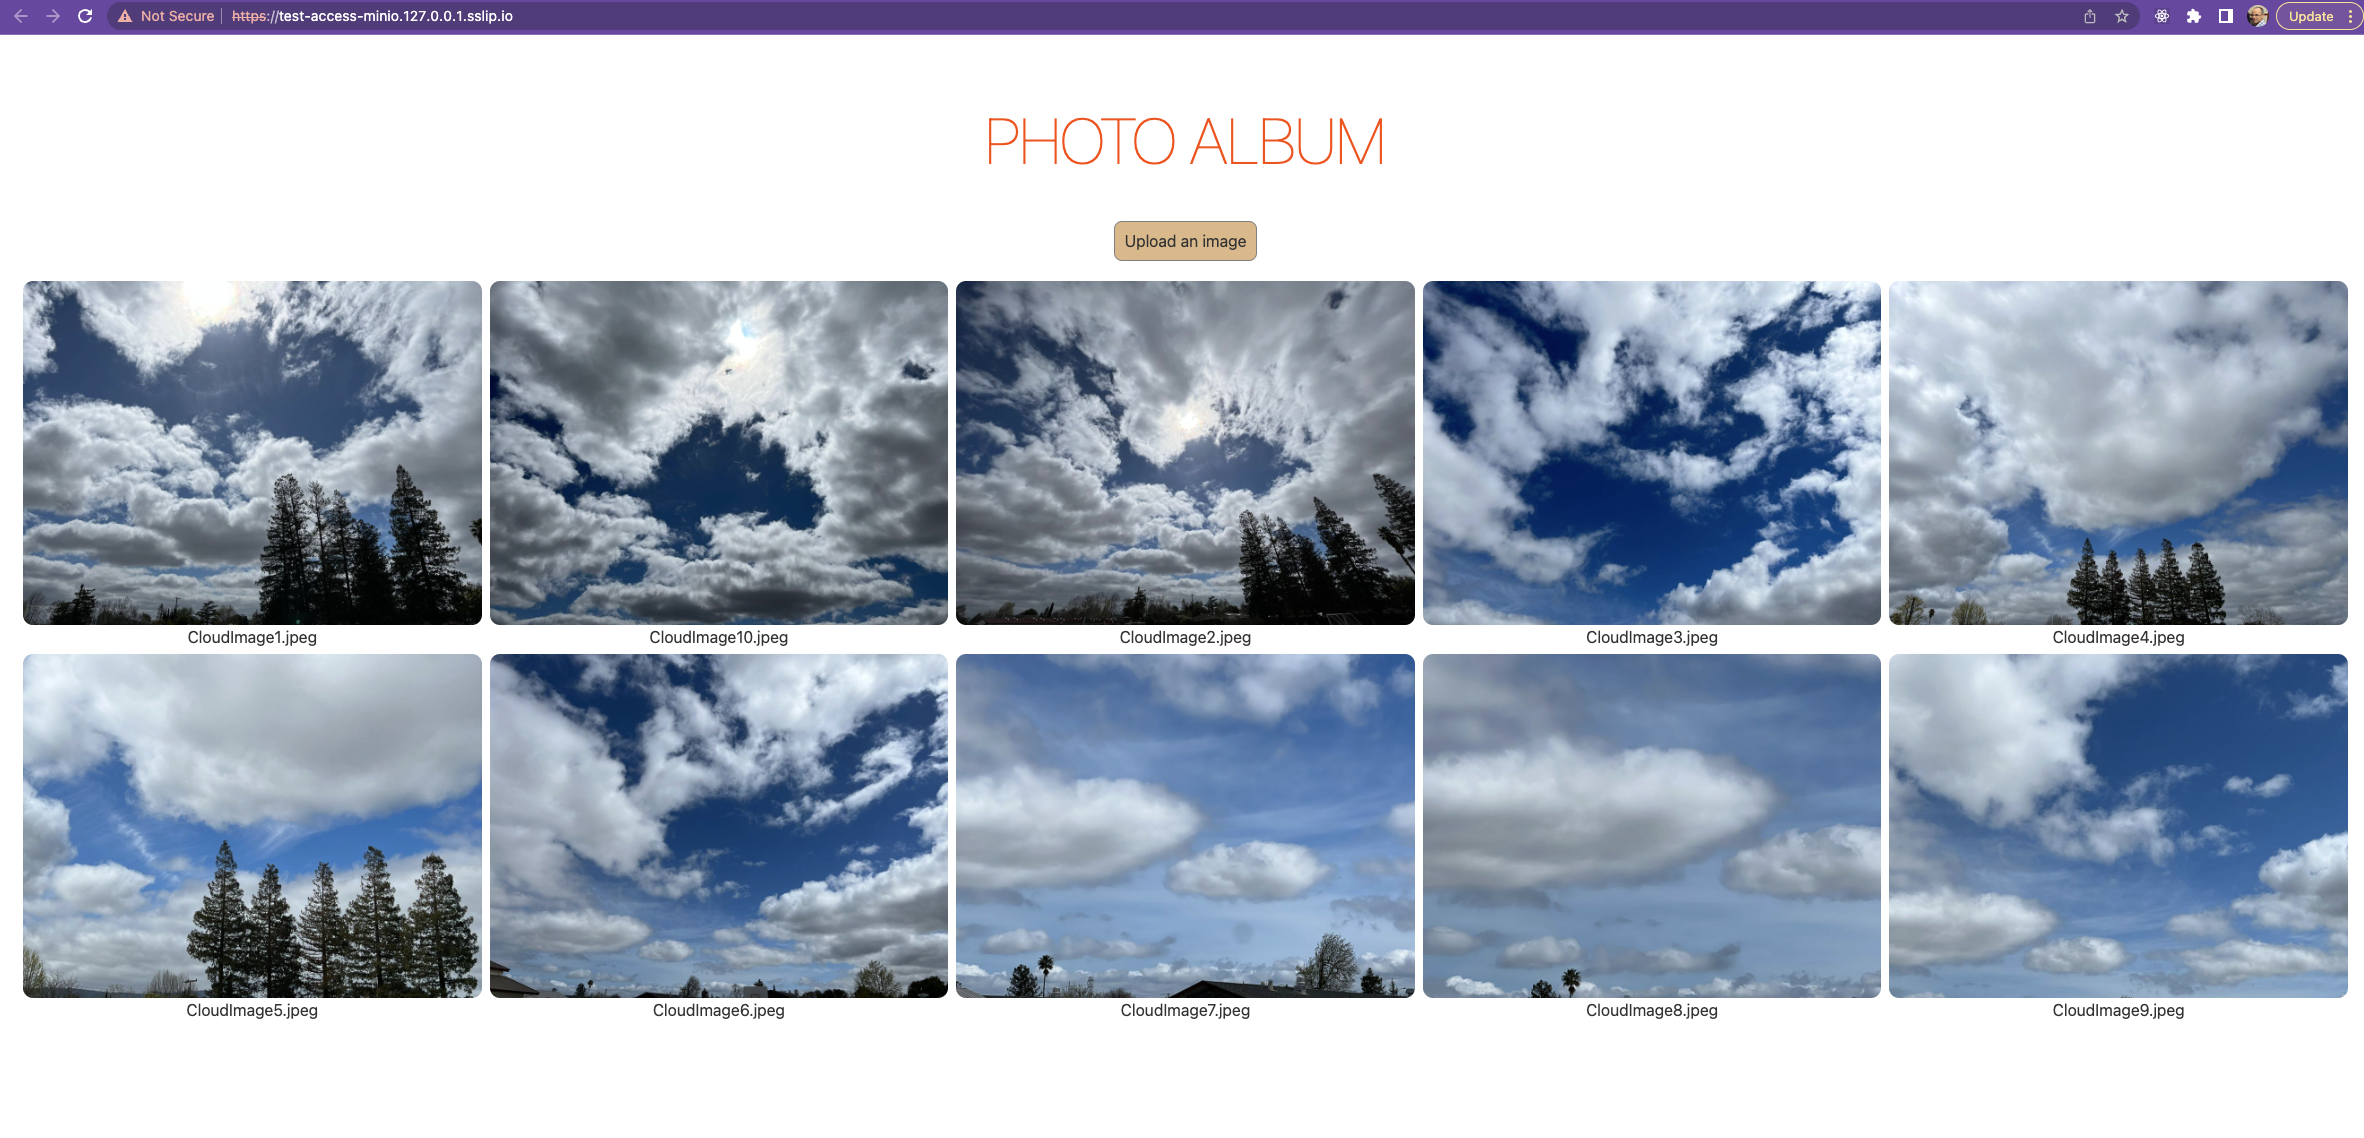 Not Secure | https://test-access-minio.127.0.0.1.sslip.io
Update
PHOTO ALBUM
Upload an image
CloudImage1.jpeg
CloudImage10.jpeg
CloudImage2.jpeg
CloudImage3.jpeg
CloudImage4.jpeg
CloudImage5.jpeg
CloudImage6.jpeg
CloudImage7.jpeg
CloudImage8.jpeg
CloudImage9.jpeg